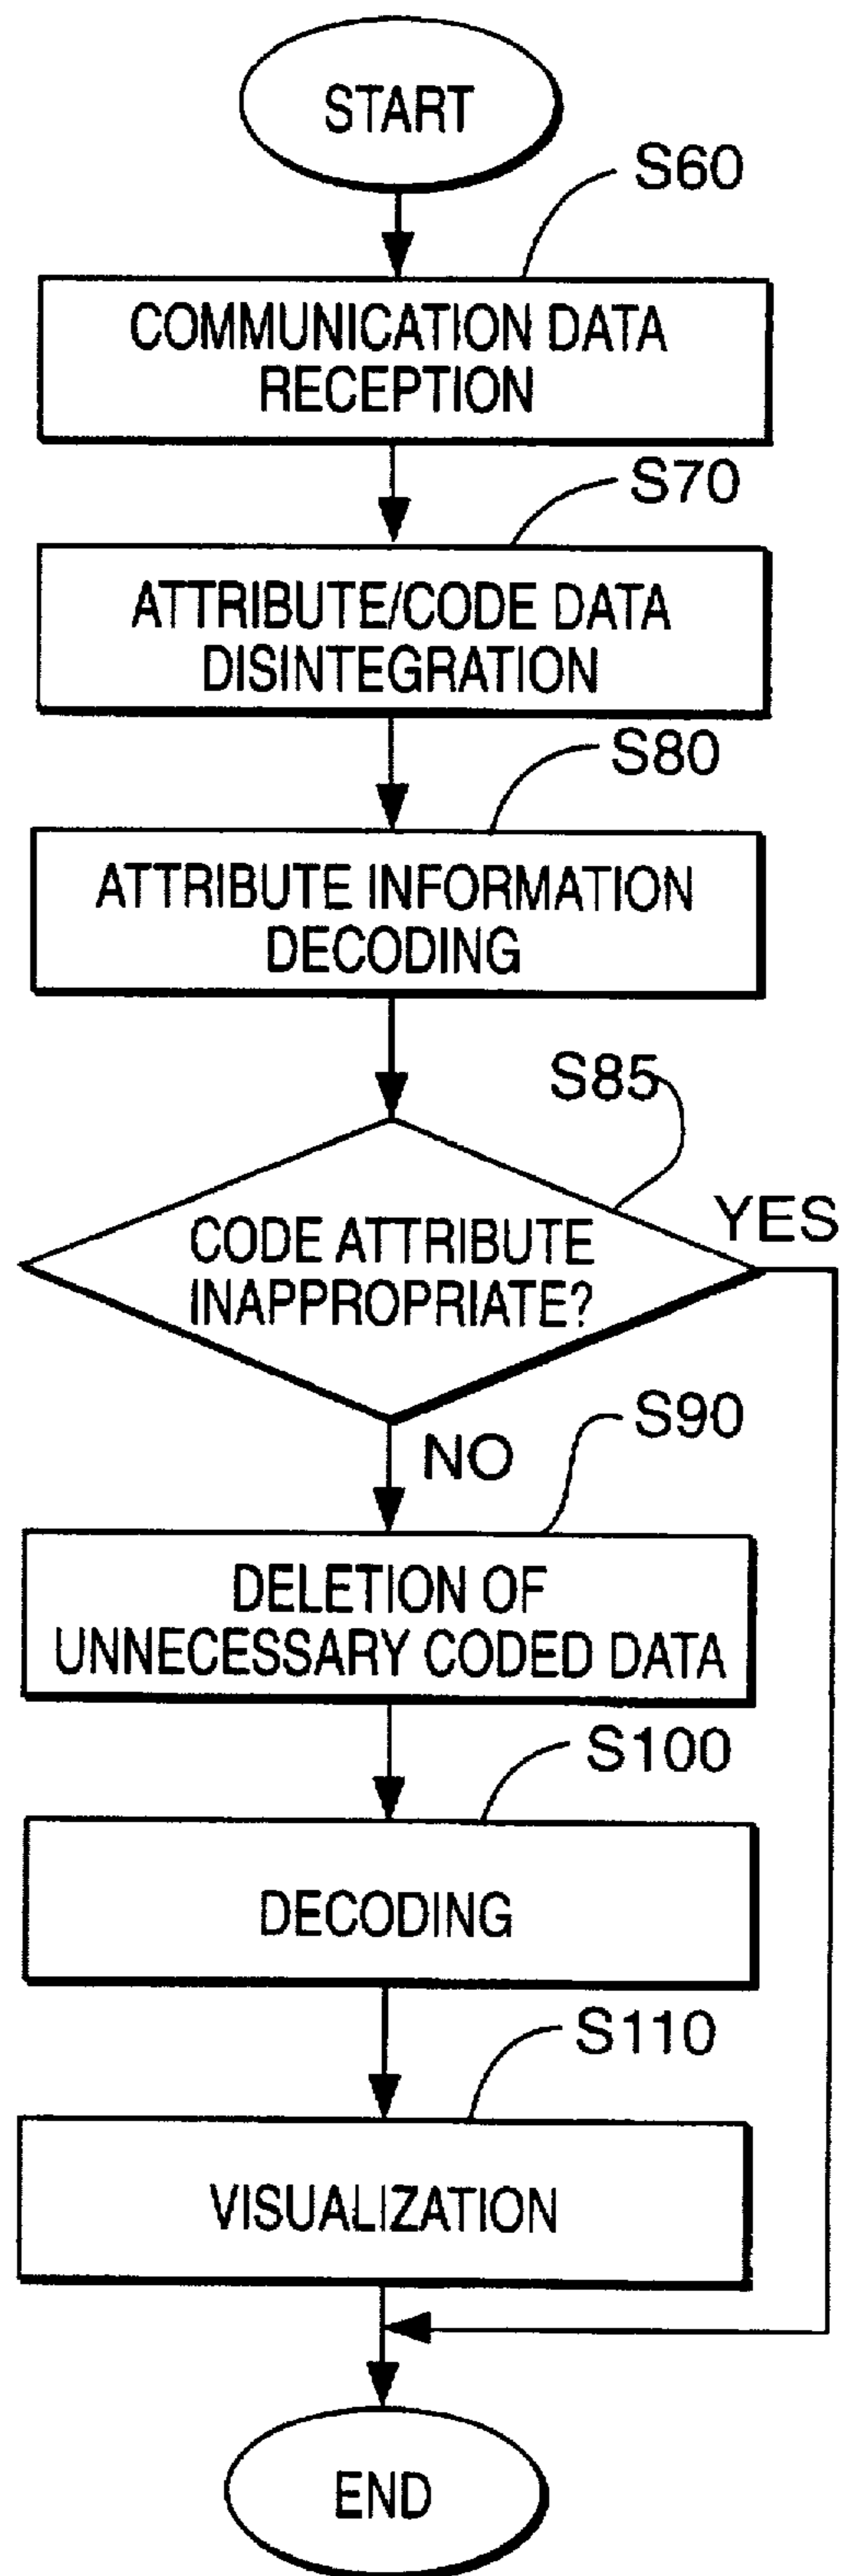 START
S60
COMMUNICATION DATA
RECEPTION
S70
ATTRIBUTE/CODE DATA
DISINTEGRATION
S80
ATTRIBUTE INFORMATION
DECODING
S85
CODE ATTRIBUTE
INAPPROPRIATE?
YES
NO
S90
DELETION OF
UNNECESSARY CODED DATA
S100
DECODING
S110
VISUALIZATION
END